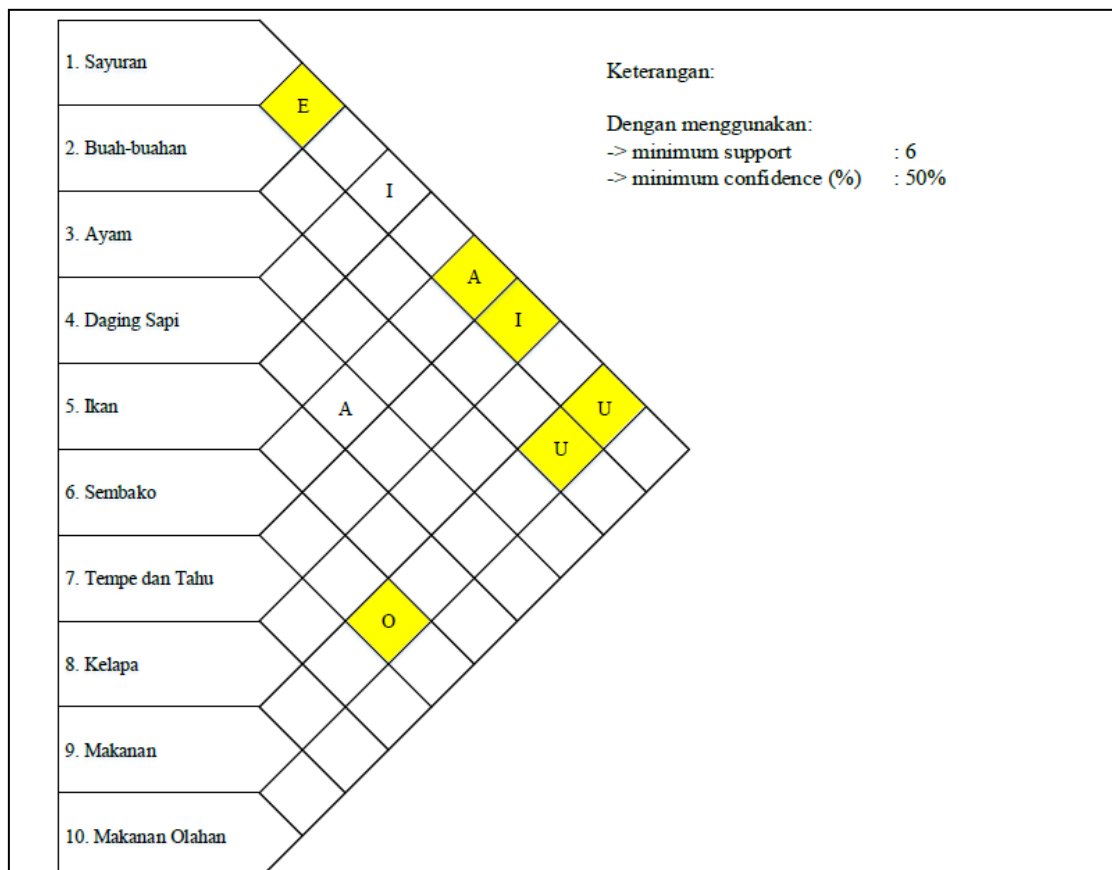 1. Sayuran
2. Buah-buahan
3. Ayam
4. Daging Sapi
5. Ikan
6. Sembako
7. Tempe dan Tahu
8. Kelapa
9. Makanan
10. Makanan Olahan
E
I
A
I
A
U
U
O
Keterangan:
Dengan menggunakan:
-> minimum support : 6
-> minimum confidence (%) : 50%